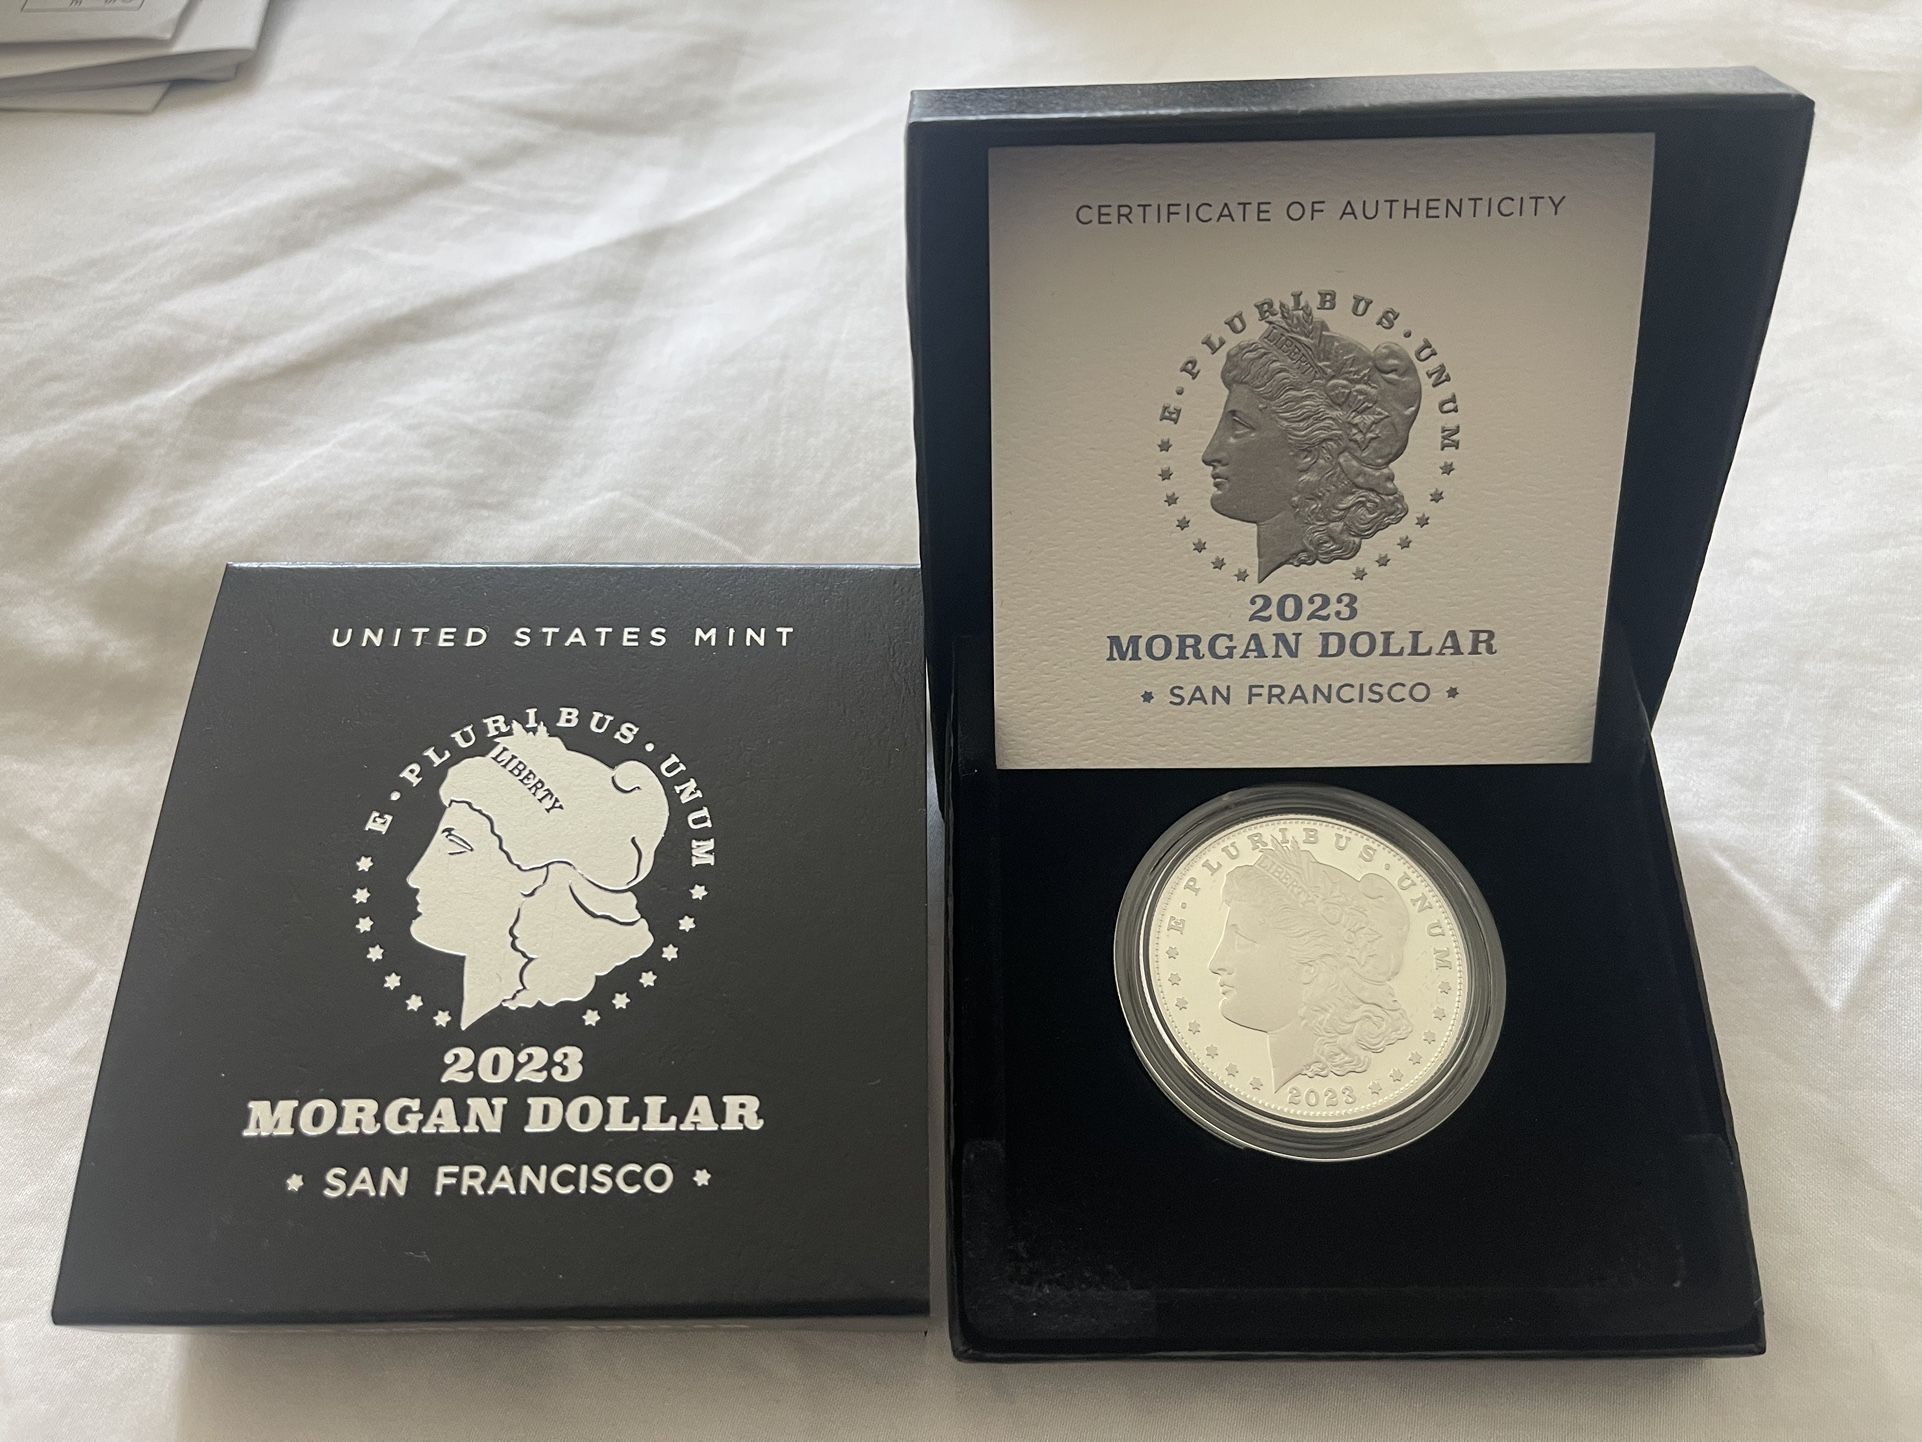 UNITED STATES MINT
E · PLURIBUS · UNUM
LIBERTY
2023
MORGAN DOLLAR
* SAN FRANCISCO *
CERTIFICATE OF AUTHENTICITY
E · PLURIBUS · UNUM
LIBERTY
2023
MORGAN DOLLAR
* SAN FRANCISCO *
E · PLURIBUS · UNUM
LIBERTY
2023